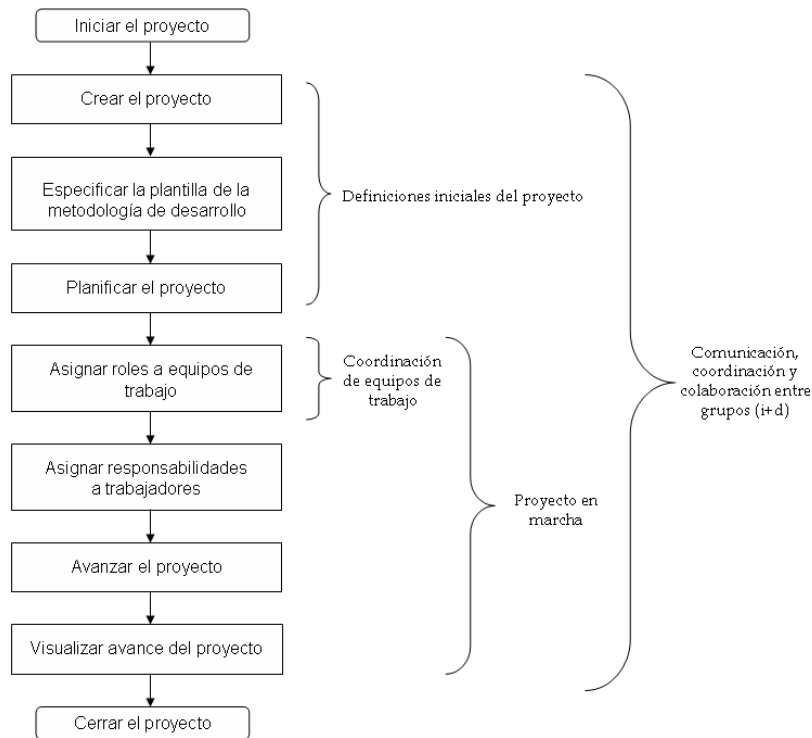 Iniciar el proyecto
Crear el proyecto
Especificar la plantilla de la
metodología de desarrollo
Planificar el proyecto
Asignar roles a equipos de
trabajo
Asignar responsabilidades
a trabajadores
Avanzar el proyecto
Visualizar avance del proyecto
Cerrar el proyecto
Definiciones iniciales del proyecto
Coordinación
de equipos de
trabajo
Proyecto en
marcha
Comunicación,
coordinación y
colaboración entre
grupos (i+d)